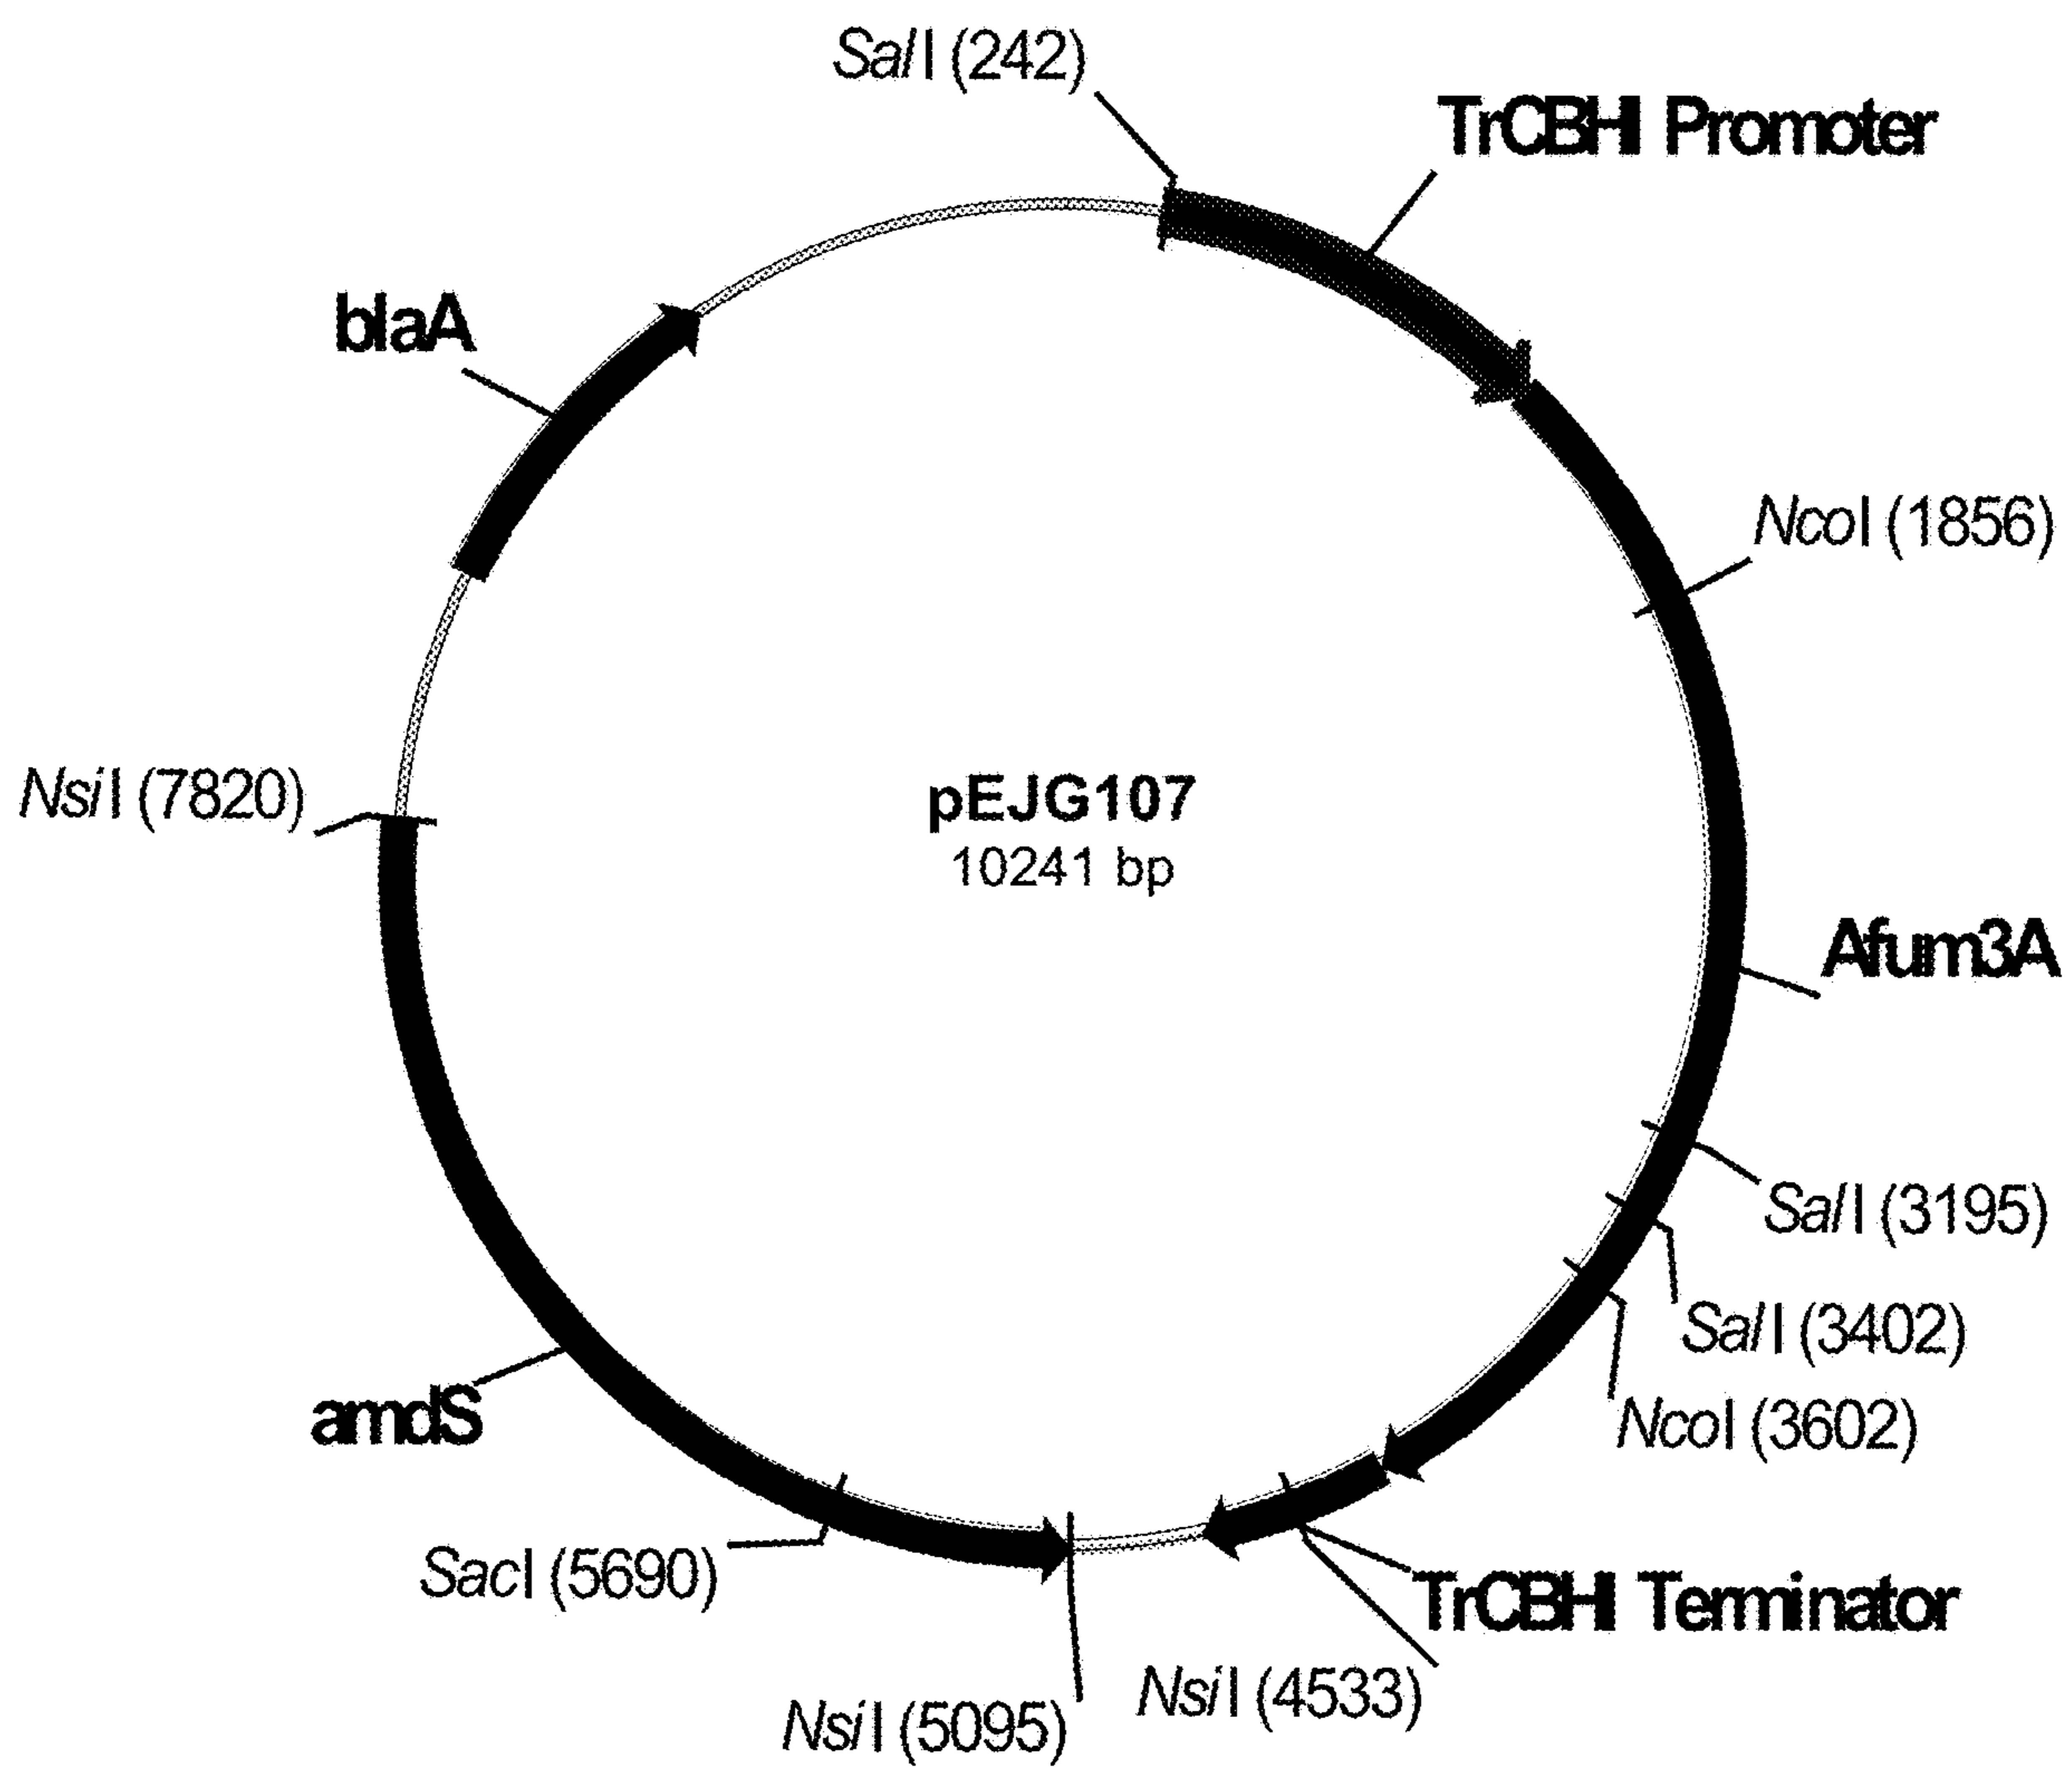 SalI (242)
TrCBHI Promoter
blaA
NcoI (1856)
NsiI (7820)
pEJG107
10241 bp
Afum3A
SalI (3195)
SalI (3402)
NcoI (3602)
amdS
SacI (5690)
TrCBHI Terminator
NsiI (4533)
NsiI (5095)